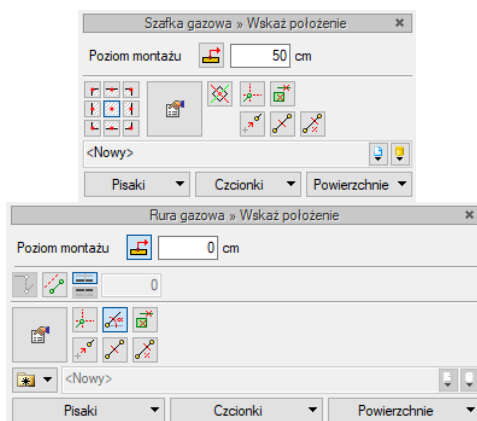 Szafka gazowa » Wskaż położenie
Poziom montażu 50 cm
<Nowy>
Pisaki Czcionki Powierzchnie
Rura gazowa » Wskaż położenie
Poziom montażu 0 cm
0
<Nowy>
Pisaki Czcionki Powierzchnie